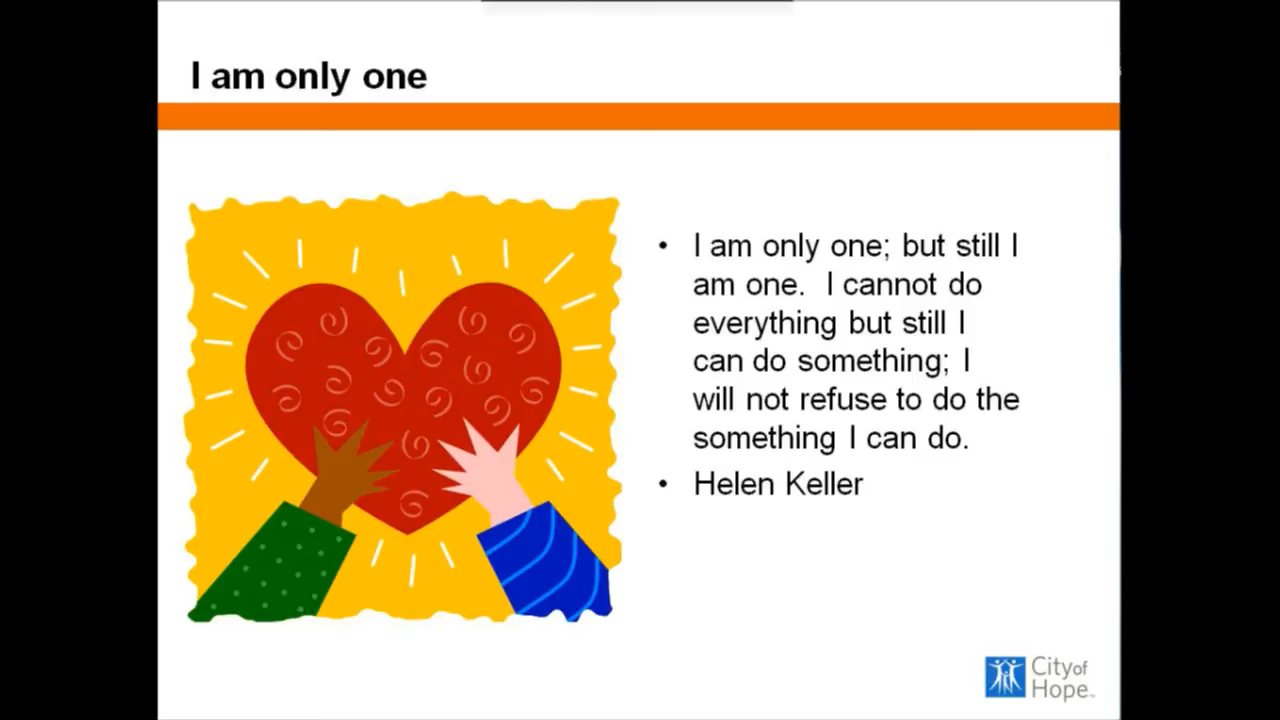 I am only one
• I am only one; but still I
am one.  I cannot do
everything but still I
can do something; I
will not refuse to do the
something I can do.
• Helen Keller
City of
Hope™